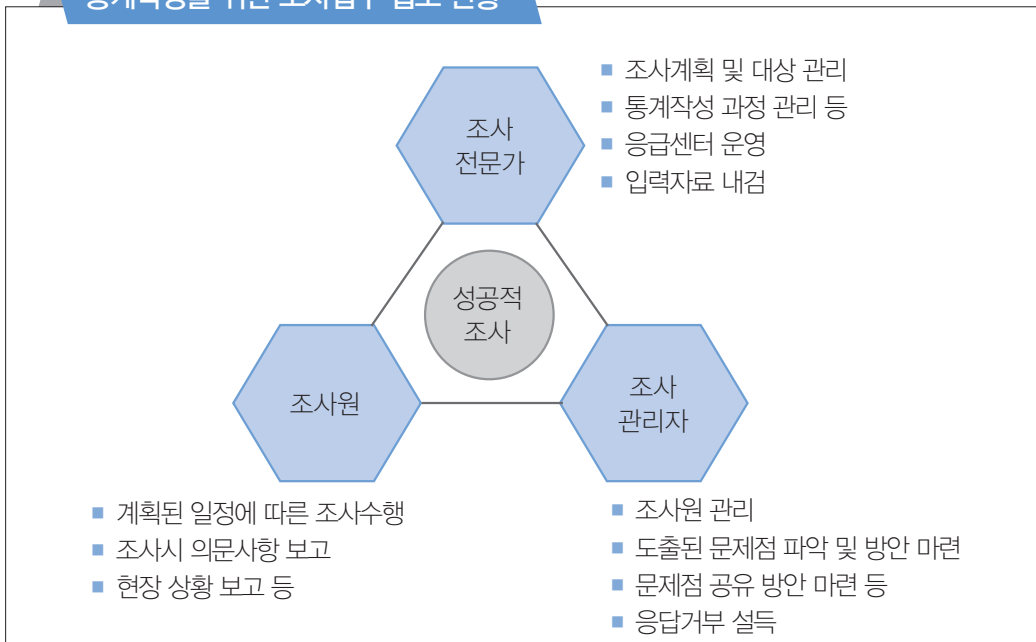 조사
전문가
■ 조사계획 및 대상 관리
■ 통계작성 과정 관리 등
■ 응급센터 운영
■ 입력자료 내검
성공적
조사
조사원
조사
관리자
■ 계획된 일정에 따른 조사수행
■ 조사시 의문사항 보고
■ 현장 상황 보고 등
■ 조사원 관리
■ 도출된 문제점 파악 및 방안 마련
■ 문제점 공유 방안 마련 등
■ 응답거부 설득